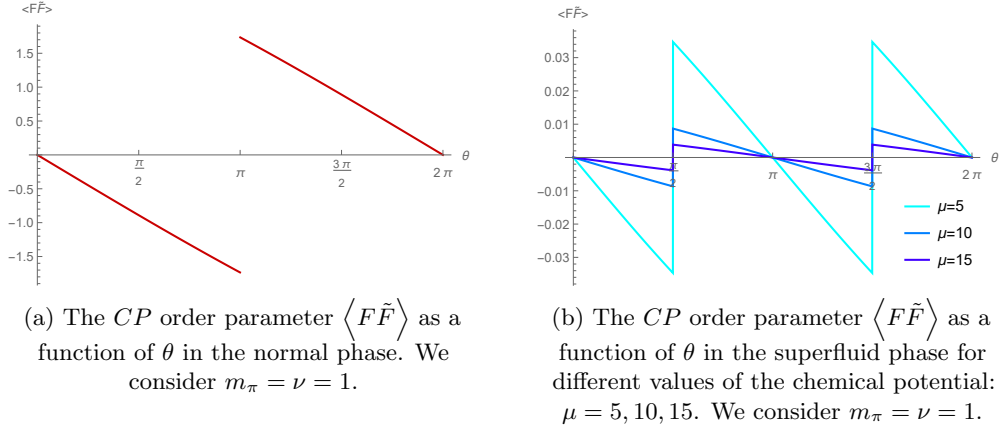 <FF̃>
1.5
1.0
0.5
-0.5
-1.0
-1.5
π/2
π
3π/2
2π
θ
(a) The CP order parameter ⟨FF̃⟩ as a
function of θ in the normal phase. We
consider m_π = ν = 1.
<FF̃>
0.03
0.02
0.01
-0.01
-0.02
-0.03
π/2
π
3π/2
2π
θ
μ=5
μ=10
μ=15
(b) The CP order parameter ⟨FF̃⟩ as a
function of θ in the superfluid phase for
different values of the chemical potential:
μ = 5, 10, 15. We consider m_π = ν = 1.